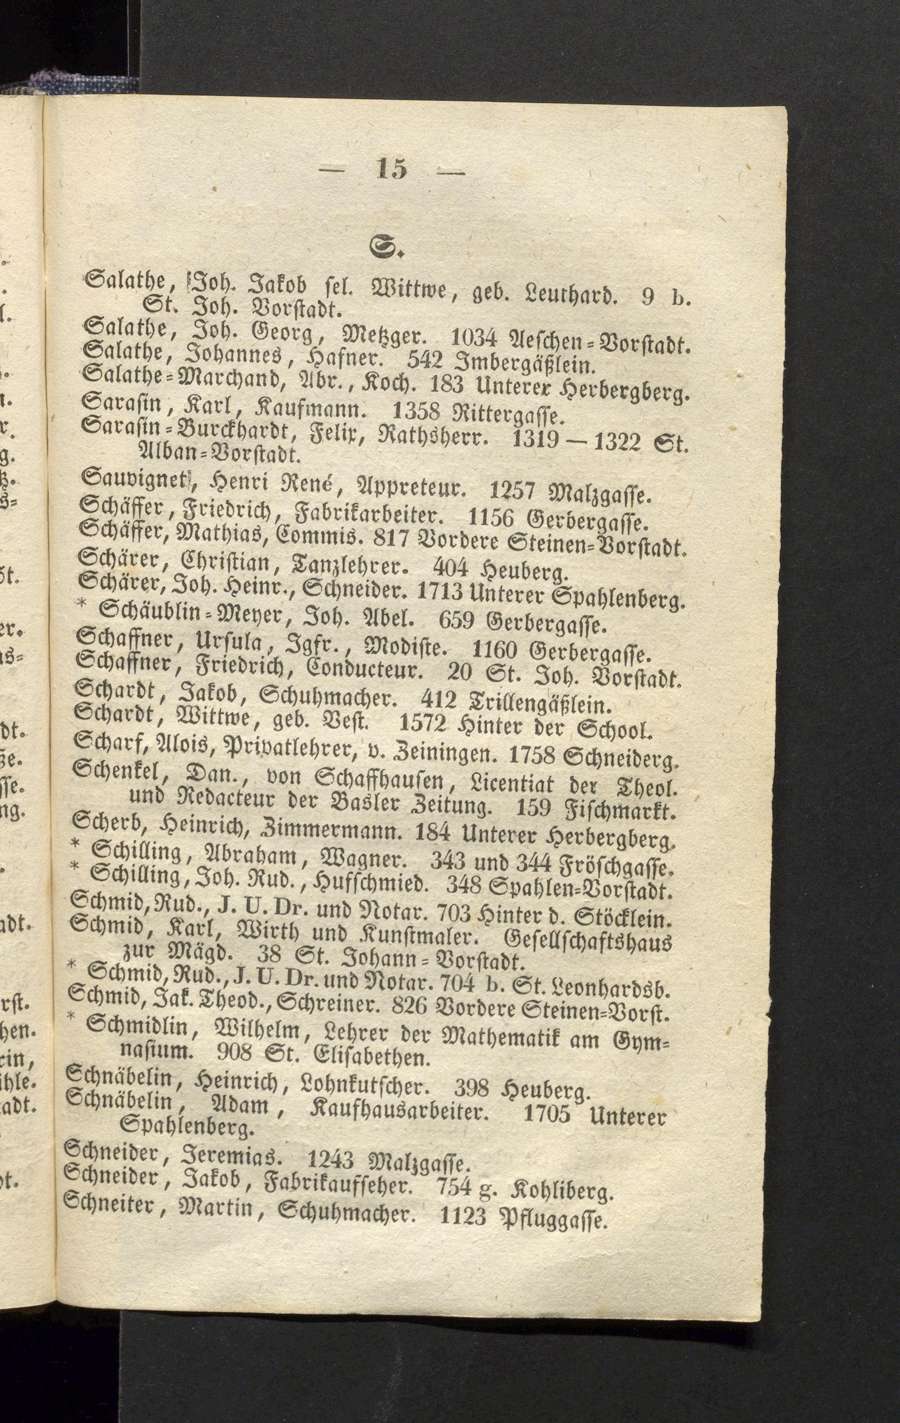 — 15 —
S.
Salathe, Joh. Jakob sel. Wittwe, geb. Leuthard. 9 b.
St. Joh. Vorstadt.
Salathe, Joh. Georg, Metzger. 1034 Aeschen=Vorstadt.
Salathe, Johannes, Hafner. 542 Imbergäßlein.
Salathe=Marchand, Abr., Koch. 183 Unterer Herbergberg.
Sarasin, Karl, Kaufmann. 1358 Rittergasse.
Sarasin=Burckhardt, Felix, Rathsherr. 1319 — 1322 St.
Alban=Vorstadt.
Sauvignet, Henri René, Appreteur. 1257 Malzgasse.
Schäffer, Friedrich, Fabrikarbeiter. 1156 Gerbergasse.
Schäffer, Mathias, Commis. 817 Vordere Steinen=Vorstadt.
Schärer, Christian, Tanzlehrer. 404 Heuberg.
Schärer, Joh. Heinr., Schneider. 1713 Unterer Spahlenberg.
* Schäublin=Meyer, Joh. Abel. 659 Gerbergasse.
Schaffner, Ursula, Igfr., Modiste. 1160 Gerbergasse.
Schaffner, Friedrich, Conducteur. 20 St. Joh. Vorstadt.
Schardt, Jakob, Schuhmacher. 412 Trillengäßlein.
Schardt, Wittwe, geb. Vest. 1572 Hinter der School.
Scharf, Alois, Privatlehrer, v. Zeiningen. 1758 Schneiderg.
Schenkel, Dan., von Schaffhausen, Licentiat der Theol.
und Redacteur der Basler Zeitung. 159 Fischmarkt.
Scherb, Heinrich, Zimmermann. 184 Unterer Herbergberg.
* Schilling, Abraham, Wagner. 343 und 344 Fröschgasse.
* Schilling, Joh. Rud., Hufschmied. 348 Spahlen=Vorstadt.
Schmid, Rud., J. U. Dr. und Notar. 703 Hinter d. Stöcklein.
Schmid, Karl, Wirth und Kunstmaler. Gesellschaftshaus
zur Mägd. 38 St. Johann=Vorstadt.
* Schmid, Rud., J. U. Dr. und Notar. 704 b. St. Leonhardsb.
Schmid, Jak. Theod., Schreiner. 826 Vordere Steinen=Vorst.
* Schmidlin, Wilhelm, Lehrer der Mathematik am Gym=
nasium. 908 St. Elisabethen.
Schnäbelin, Heinrich, Lohnkutscher. 398 Heuberg.
Schnäbelin, Adam, Kaufhausarbeiter. 1705 Unterer
Spahlenberg.
Schneider, Jeremias. 1243 Malzgasse.
Schneider, Jakob, Fabrikaufseher. 754 g. Kohliberg.
Schneiter, Martin, Schuhmacher. 1123 Pfluggasse.